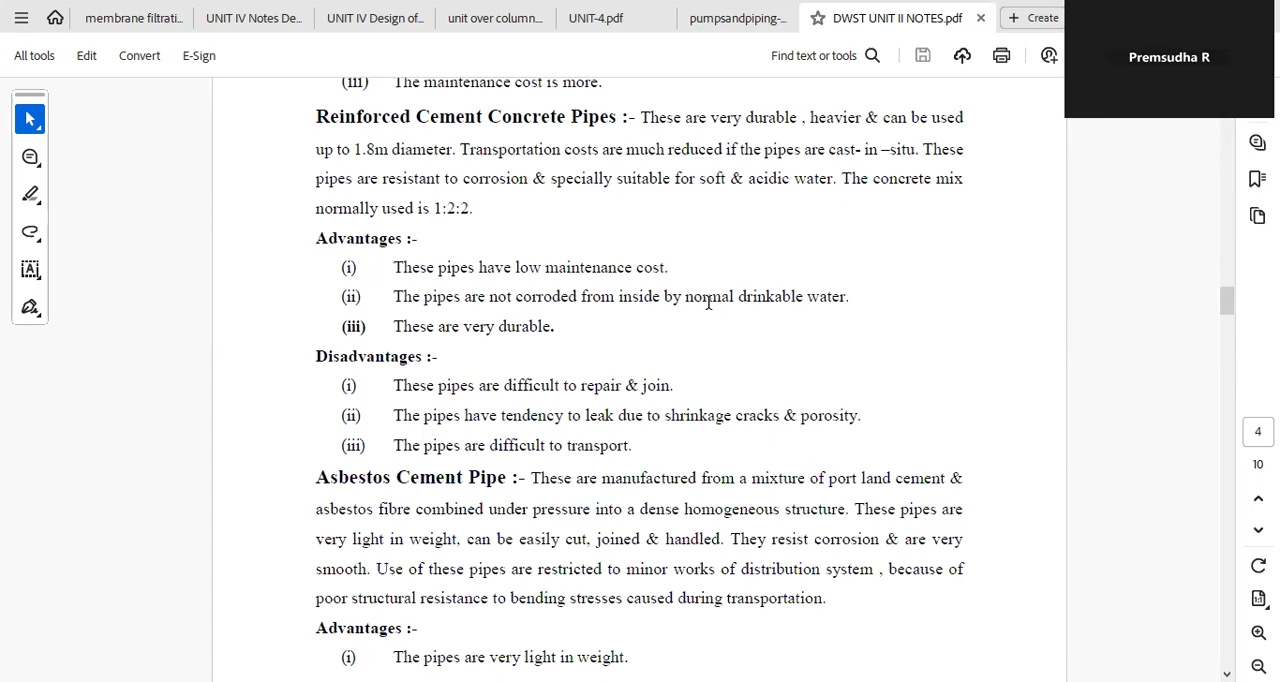 membrane filtrati...
UNIT IV Notes De...
UNIT IV Design of...
unit over column...
UNIT-4.pdf
pumpsandpiping-...
DWST UNIT II NOTES.pdf
Create
All tools
Edit
Convert
E-Sign
Find text or tools
Premsudha R
(iii) The maintenance cost is more.
Reinforced Cement Concrete Pipes :- These are very durable , heavier & can be used
up to 1.8m diameter. Transportation costs are much reduced if the pipes are cast- in –situ. These
pipes are resistant to corrosion & specially suitable for soft & acidic water. The concrete mix
normally used is 1:2:2.
Advantages :-
(i) These pipes have low maintenance cost.
(ii) The pipes are not corroded from inside by normal drinkable water.
(iii) These are very durable.
Disadvantages :-
(i) These pipes are difficult to repair & join.
(ii) The pipes have tendency to leak due to shrinkage cracks & porosity.
(iii) The pipes are difficult to transport.
Asbestos Cement Pipe :- These are manufactured from a mixture of port land cement &
asbestos fibre combined under pressure into a dense homogeneous structure. These pipes are
very light in weight, can be easily cut, joined & handled. They resist corrosion & are very
smooth. Use of these pipes are restricted to minor works of distribution system , because of
poor structural resistance to bending stresses caused during transportation.
Advantages :-
(i) The pipes are very light in weight.
4
10